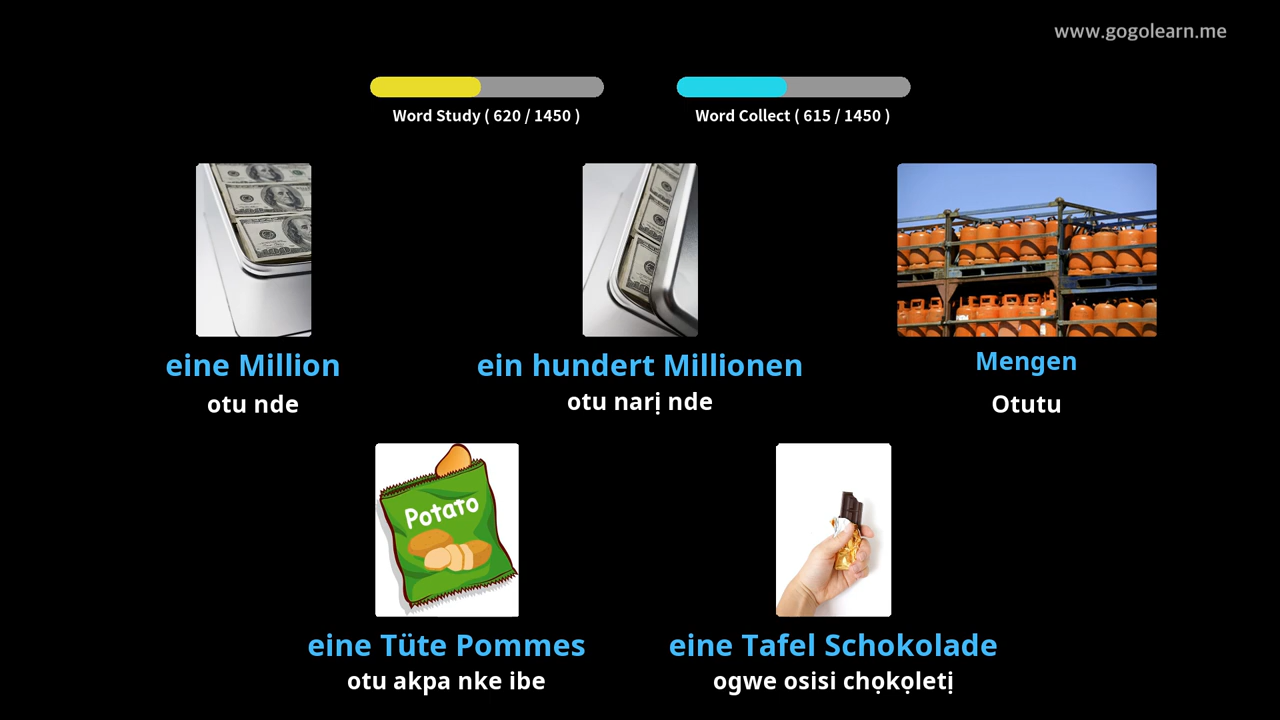 www.gogolearn.me
Word Study ( 620 / 1450 )
Word Collect ( 615 / 1450 )
eine Million
otu nde
ein hundert Millionen
otu narị nde
Mengen
Otutu
Potato
eine Tüte Pommes
otu akpa nke ibe
eine Tafel Schokolade
ogwe osisi chọkọletị